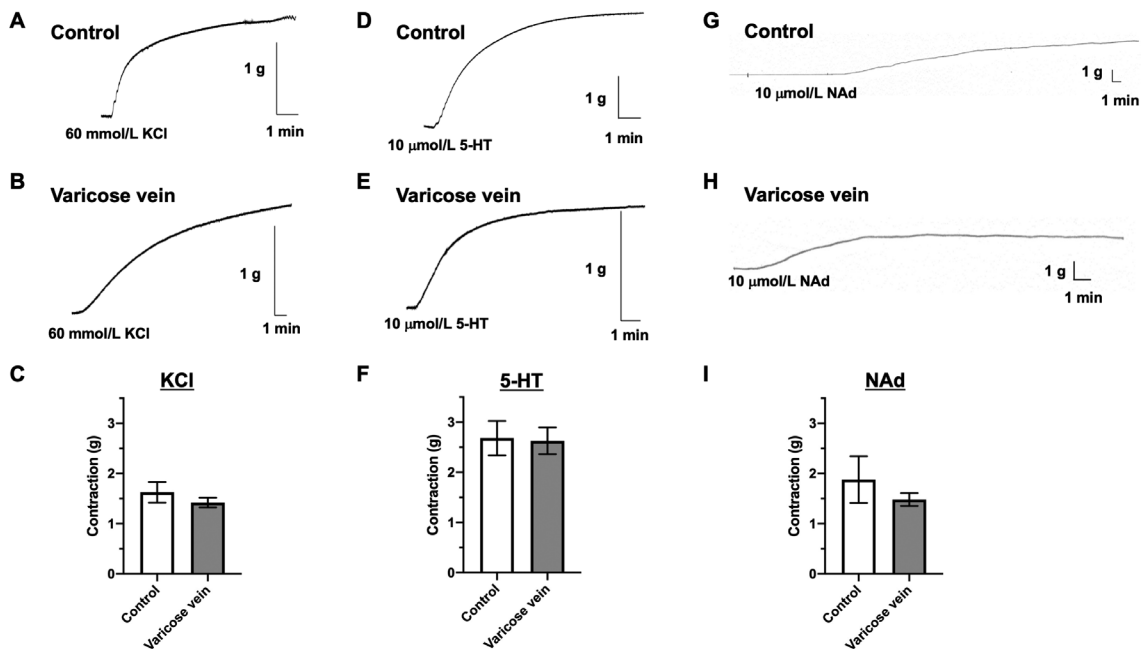 A
Control
1 g
60 mmol/L KCl
1 min
B
Varicose vein
1 g
60 mmol/L KCl
1 min
C
KCl
Contraction (g)
3
2
1
0
Control
Varicose vein
D
Control
1 g
10 μmol/L 5-HT
1 min
E
Varicose vein
1 g
10 μmol/L 5-HT
1 min
F
5-HT
Contraction (g)
3
2
1
0
Control
Varicose vein
G
Control
1 g
10 μmol/L NAd
1 min
H
Varicose vein
1 g
10 μmol/L NAd
1 min
I
NAd
Contraction (g)
3
2
1
0
Control
Varicose vein